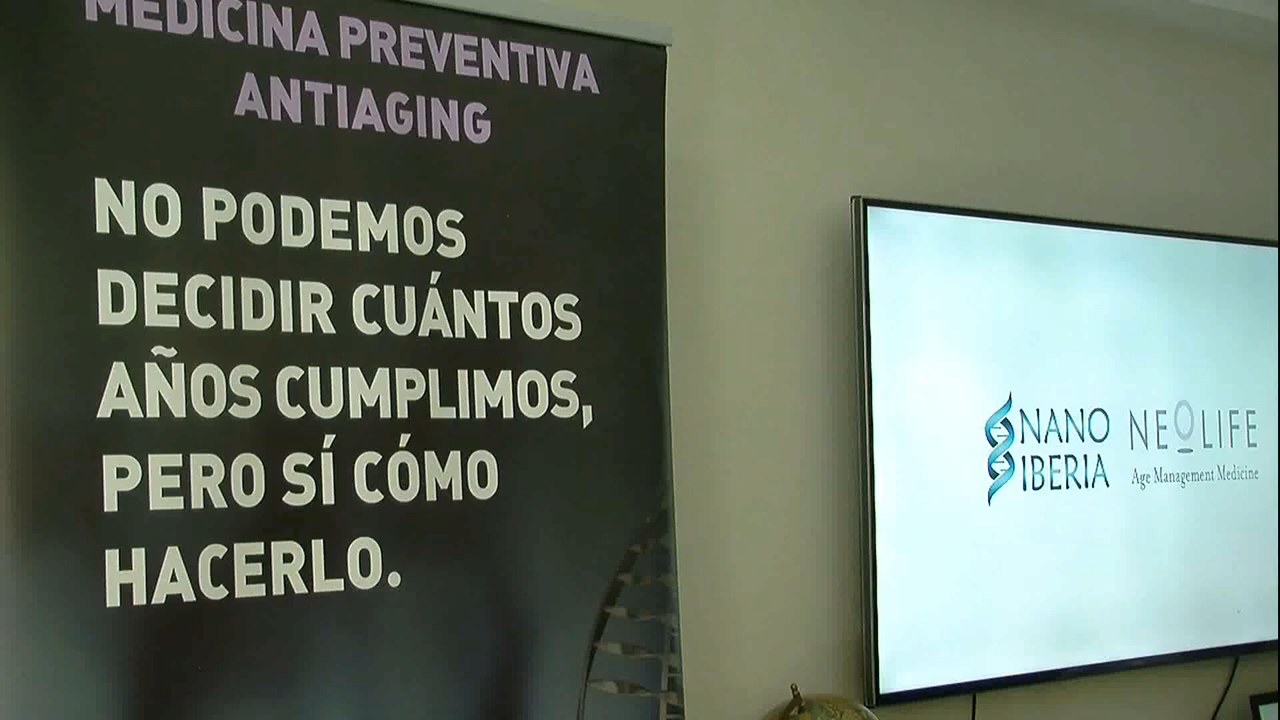 MEDICINA PREVENTIVA
ANTIAGING
NO PODEMOS
DECIDIR CUÁNTOS
AÑOS CUMPLIMOS,
PERO SÍ CÓMO
HACERLO.
NANO
IBERIA
NEOLIFE
Age Management Medicine